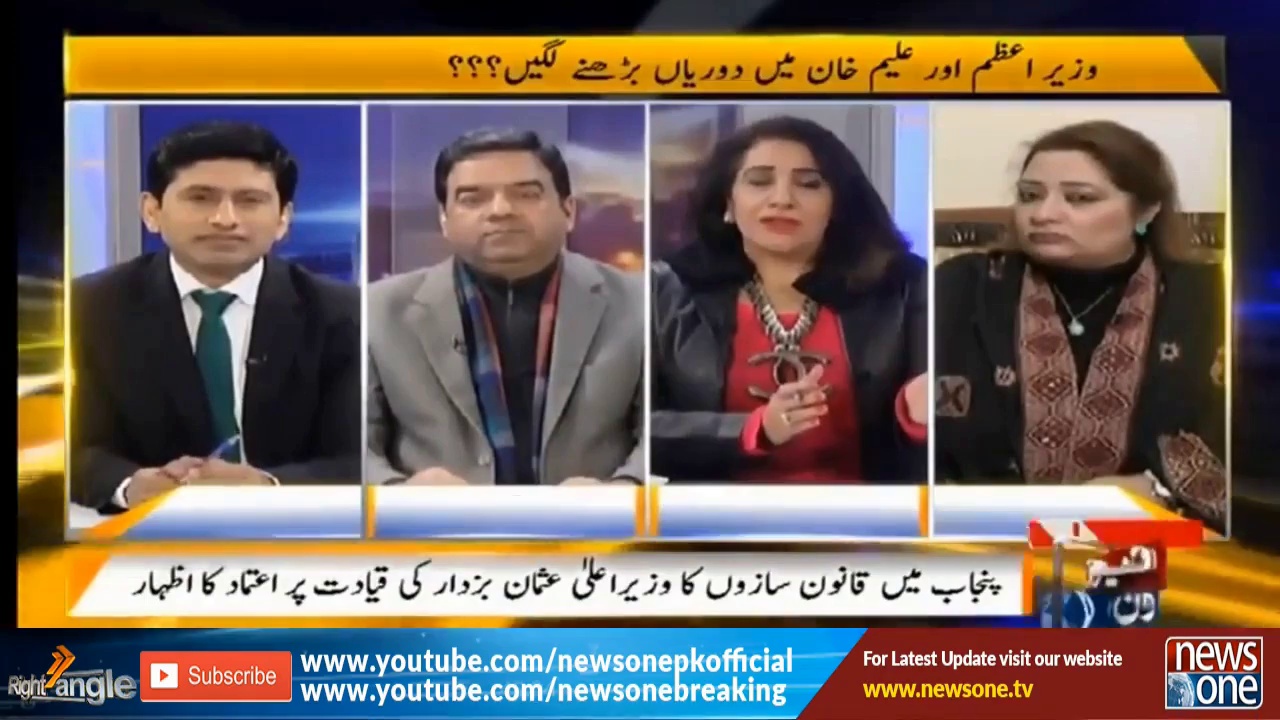 وزیر اعظم اور علیم خان میں دوریاں بڑھنے لگیں؟؟؟
پنجاب میں قانون سازوں کا وزیراعلیٰ عثمان بزدار کی قیادت پر اعتماد کا اظہار
ون
Right angle
Subscribe
www.youtube.com/newsonepkofficial
www.youtube.com/newsonebreaking
For Latest Update visit our website
www.newsone.tv
news
one